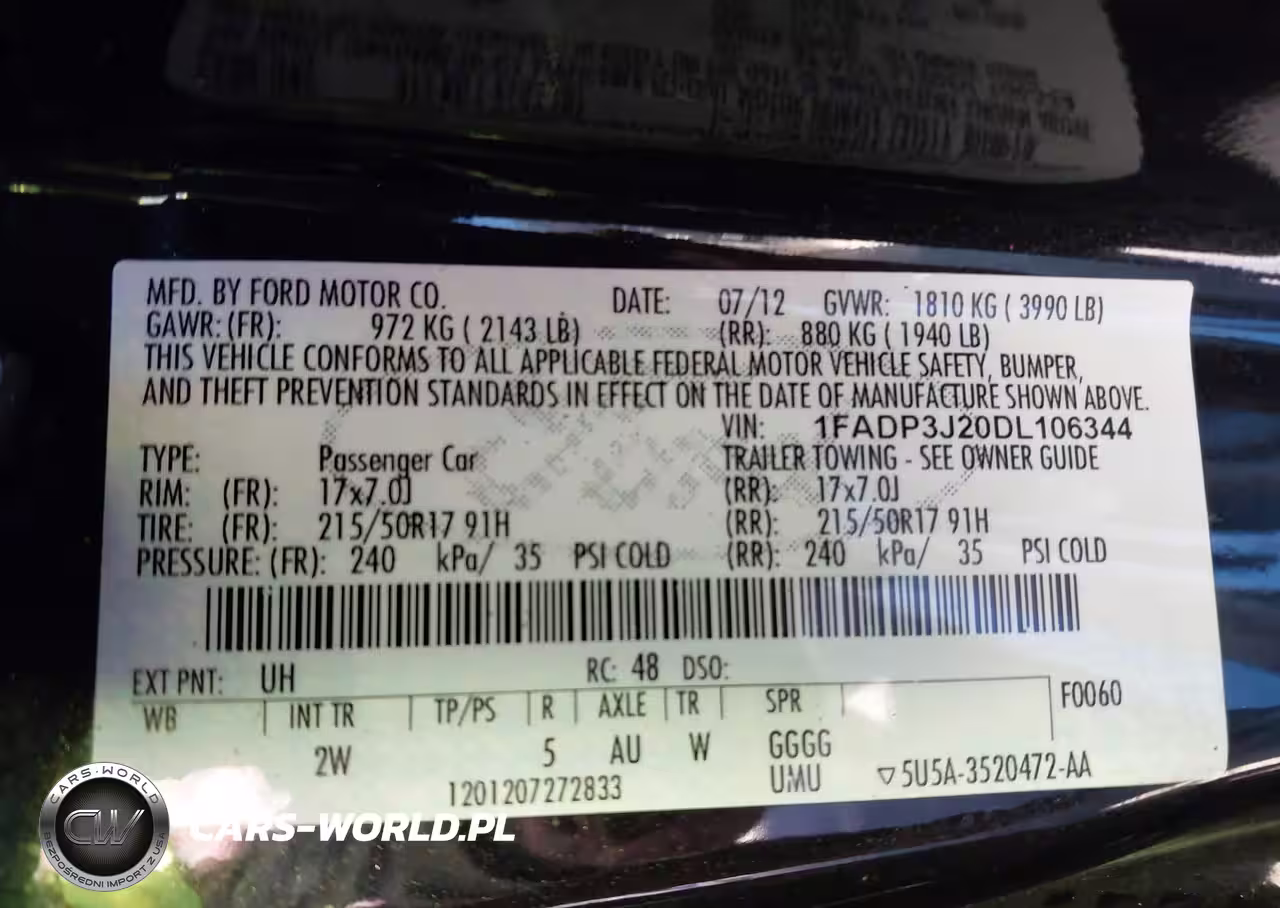 MFD. BY FORD MOTOR CO. DATE: 07/12 GVWR: 1810 KG ( 3990 LB)
GAWR: (FR): 972 KG ( 2143 LB) (RR): 880 KG ( 1940 LB)
THIS VEHICLE CONFORMS TO ALL APPLICABLE FEDERAL MOTOR VEHICLE SAFETY, BUMPER,
AND THEFT PREVENTION STANDARDS IN EFFECT ON THE DATE OF MANUFACTURE SHOWN ABOVE.
VIN: 1FADP3J20DL106344
TYPE: Passenger Car TRAILER TOWING - SEE OWNER GUIDE
RIM: (FR): 17x7.0J (RR): 17x7.0J
TIRE: (FR): 215/50R17 91H (RR): 215/50R17 91H
PRESSURE: (FR): 240 kPa/ 35 PSI COLD (RR): 240 kPa/ 35 PSI COLD
EXT PNT: UH RC: 48 DSO:
WB INT TR TP/PS R AXLE TR SPR F0060
2W 5 AU W GGGG
1201207272833 UMU ▽5U5A-3520472-AA
CARS-WORLD
CW
BEZPOŚREDNI IMPORT Z USA
CARS-WORLD.PL